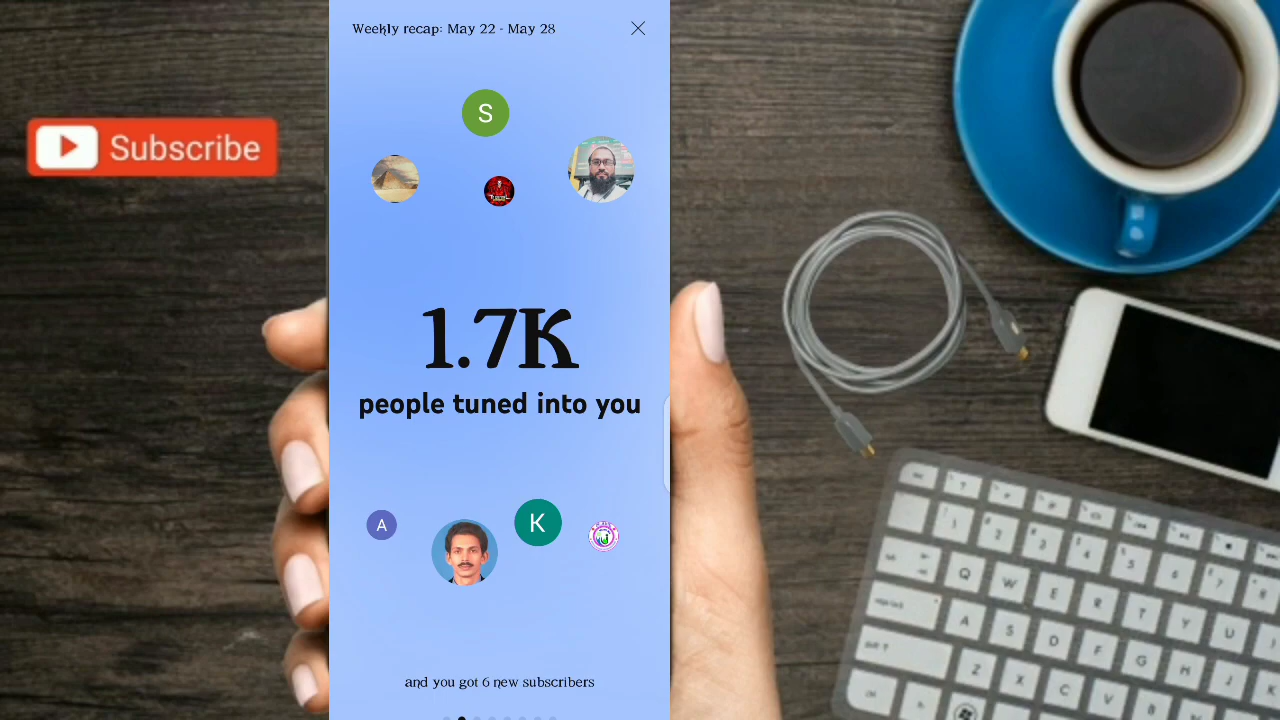 Weekly recap: May 22 - May 28
Subscribe
S
1.7K
people tuned into you
A
K
and you got 6 new subscribers
Q W E R T Y U
A S D F G H J
Z X C V B